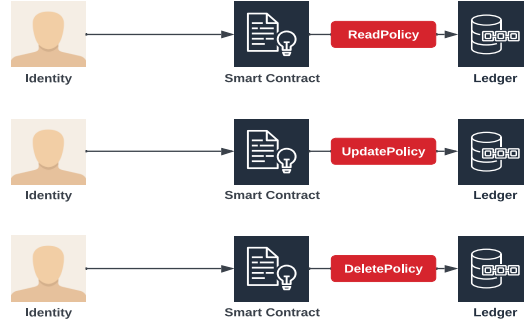 ReadPolicy
Identity Smart Contract Ledger
UpdatePolicy
Identity Smart Contract Ledger
DeletePolicy
Identity Smart Contract Ledger